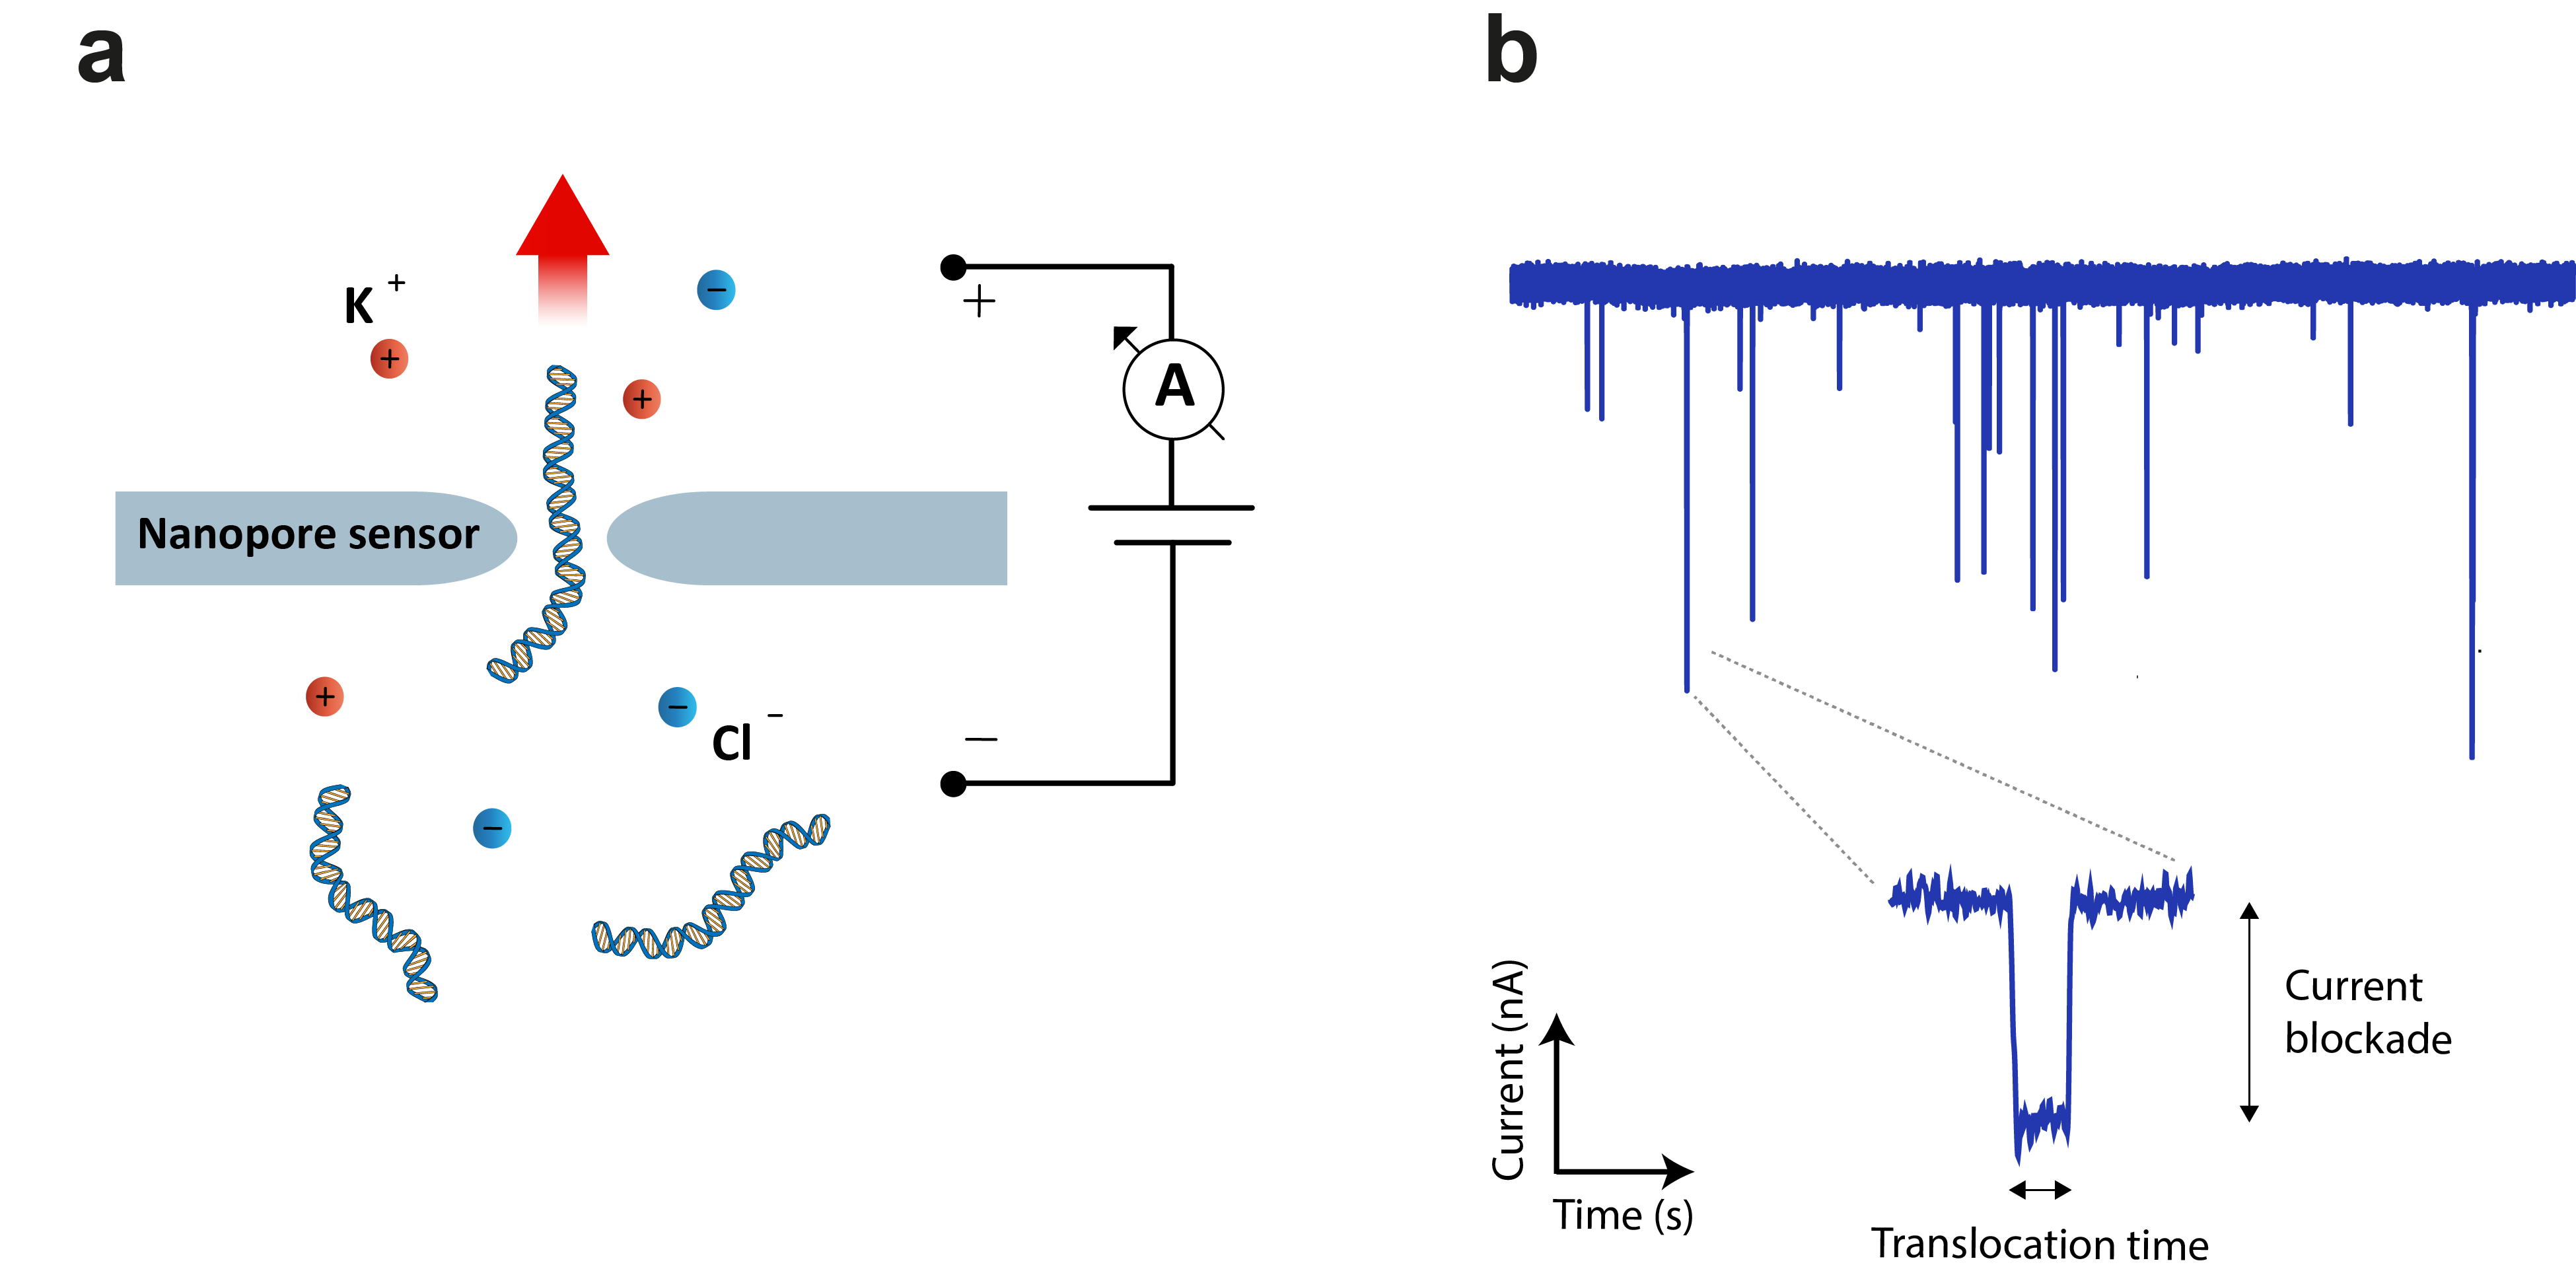 a
b
K +
+
−
+
+
A
Nanopore sensor
+
−
Cl −
−
−
Current (nA)
Time (s)
Current
blockade
Translocation time